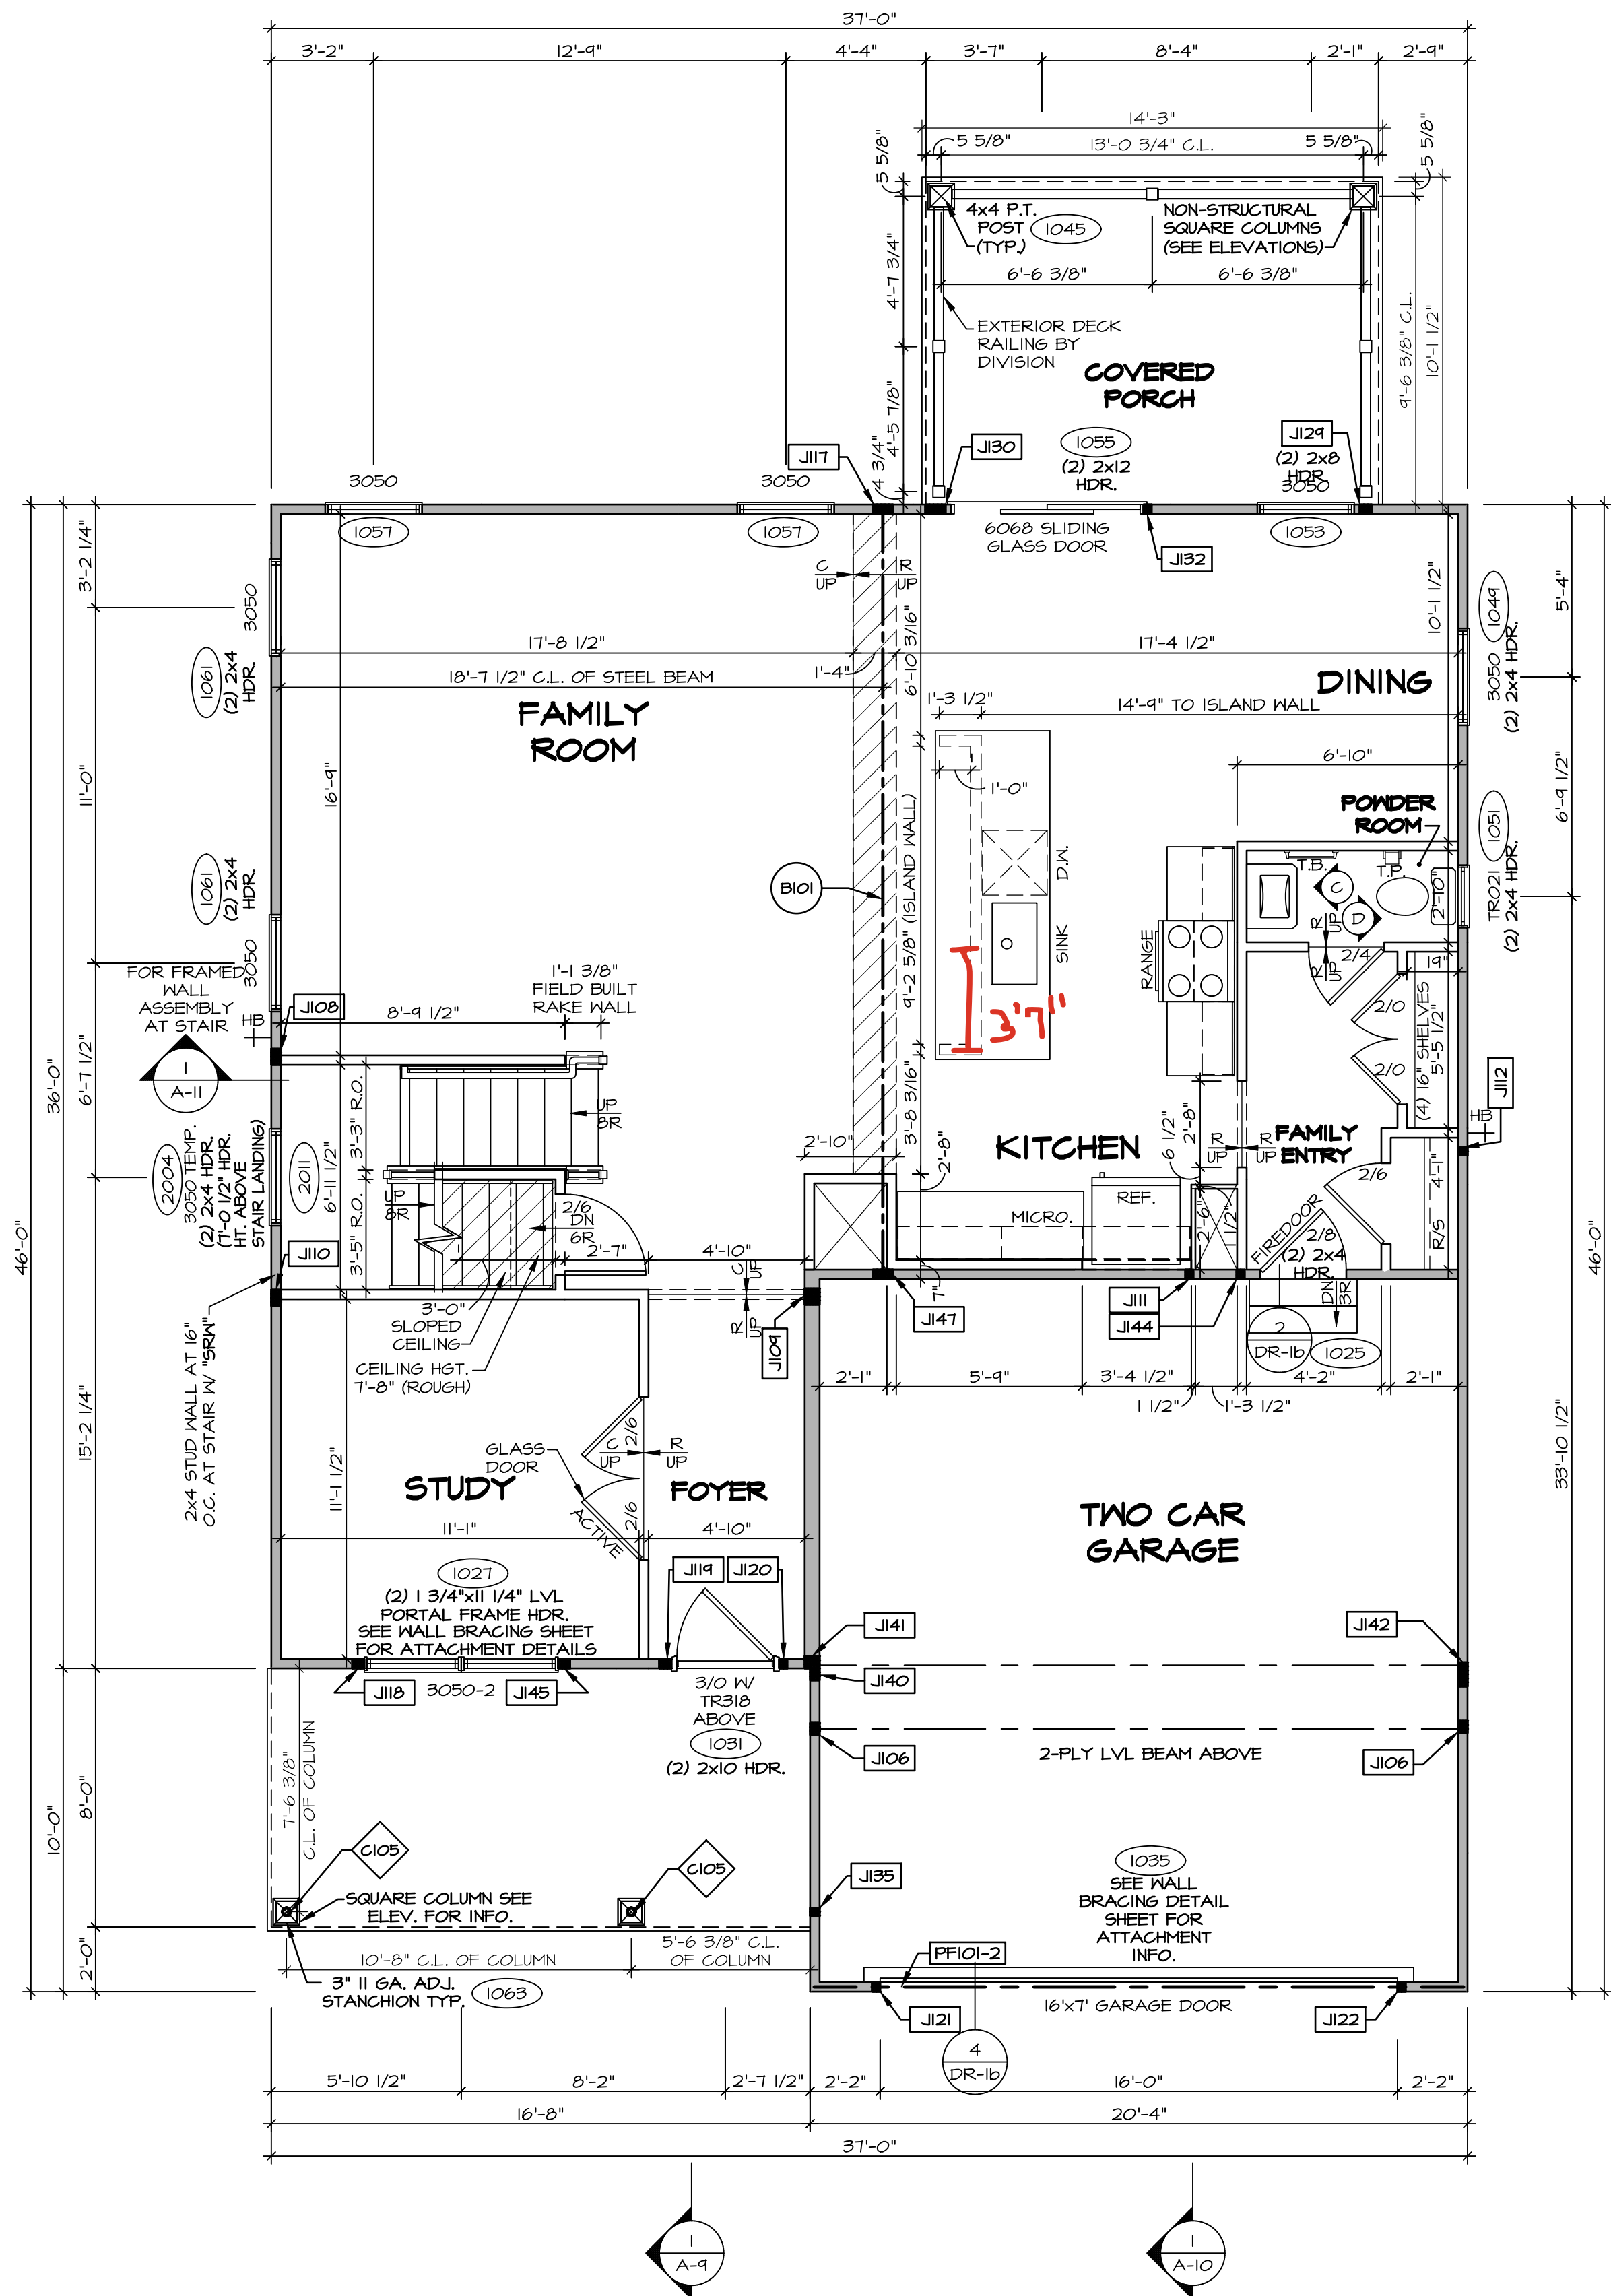 37'-0"
3'-2"
12'-9"
4'-4"
3'-7"
8'-4"
2'-1"
2'-9"
14'-3"
5 5/8"
13'-0 3/4" C.L.
5 5/8"
5 5/8"
5 5/8"
4x4 P.T.
POST
(TYP.)
1045
NON-STRUCTURAL
SQUARE COLUMNS
(SEE ELEVATIONS)
4'-7 3/4"
6'-6 3/8"
6'-6 3/8"
9'-6 3/8" C.L.
10'-1 1/2"
EXTERIOR DECK
RAILING BY
DIVISION
COVERED
PORCH
4'-5 7/8"
4 3/4"
J117
J130
1055
(2) 2x12
HDR.
J129
(2) 2x8
HDR.
3050
3050
3050
1057
1057
6068 SLIDING
GLASS DOOR
1053
J132
3'-2 1/4"
3050
C
UP
R
UP
6'-10 3/16"
10'-1 1/2"
1049
3050
(2) 2x4 HDR.
5'-4"
17'-8 1/2"
17'-4 1/2"
1'-4"
18'-7 1/2" C.L. OF STEEL BEAM
1061
(2) 2x4
HDR.
DINING
1'-3 1/2"
14'-9" TO ISLAND WALL
FAMILY
ROOM
6'-10"
11'-0"
16'-9"
1'-0"
6'-9 1/2"
POWDER
ROOM
1051
TR021
(2) 2x4 HDR.
1061
(2) 2x4
HDR.
B101
9'-2 5/8" (ISLAND WALL)
D.W.
T.B.
T.P.
C
D
2'-10"
SINK
RANGE
R
UP
R
UP
2/4
19"
3050
FOR FRAMED
WALL
ASSEMBLY
AT STAIR
HB
J108
8'-9 1/2"
1'-1 3/8"
FIELD BUILT
RAKE WALL
3'7"
2/0
2/0
(4) 16" SHELVES
5'-5 1/2"
1
A-11
36'-0"
6'-7 1/2"
3'-3" R.O.
UP
8R
3'-8 3/16"
J112
HB
2'-10"
2'-8"
KITCHEN
6 1/2"
2'-8"
R
UP
R
UP
FAMILY
ENTRY
2/6
4'-1"
2004
3050 TEMP.
(2) 2x4 HDR.
(7'-0 1/2" HDR.
HT. ABOVE
STAIR LANDING)
2011
6'-11 1/2"
3'-5" R.O.
UP
8R
2/6
DN
6R
REF.
MICRO.
2'-6"
1/2"
FIREDOOR
2/8
(2) 2x4
HDR.
R/S
46'-0"
46'-0"
J110
2'-7"
4'-10"
C
UP
R
UP
7"
J109
J147
J111
J144
DN
3R
3'-0"
SLOPED
CEILING
CEILING HGT.
7'-8" (ROUGH)
2
DR-1b
1025
2x4 STUD WALL AT 16"
O.C. AT STAIR W/ "SRW"
2'-1"
5'-9"
3'-4 1/2"
4'-2"
2'-1"
1 1/2"
1'-3 1/2"
15'-2 1/4"
33'-10 1/2"
GLASS
DOOR
2/6
C
UP
R
UP
11'-1 1/2"
STUDY
FOYER
TWO CAR
GARAGE
2/6
ACTIVE
11'-1"
4'-10"
1027
(2) 1 3/4"x11 1/4" LVL
PORTAL FRAME HDR.
SEE WALL BRACING SHEET
FOR ATTACHMENT DETAILS
J119
J120
J141
J142
J118
3050-2
J145
J140
3/0 W/
TR318
ABOVE
1031
(2) 2x10 HDR.
J106
2-PLY LVL BEAM ABOVE
J106
7'-6 3/8"
C.L. OF COLUMN
8'-0"
10'-0"
C105
C105
SQUARE COLUMN SEE
ELEV. FOR INFO.
J135
1035
SEE WALL
BRACING DETAIL
SHEET FOR
ATTACHMENT
INFO.
2'-0"
10'-8" C.L. OF COLUMN
5'-6 3/8" C.L.
OF COLUMN
PF101-2
3" 11 GA. ADJ.
STANCHION TYP.
1063
J121
16'x7' GARAGE DOOR
J122
4
DR-1b
5'-10 1/2"
8'-2"
2'-7 1/2"
2'-2"
16'-0"
2'-2"
16'-8"
20'-4"
37'-0"
1
A-9
1
A-10